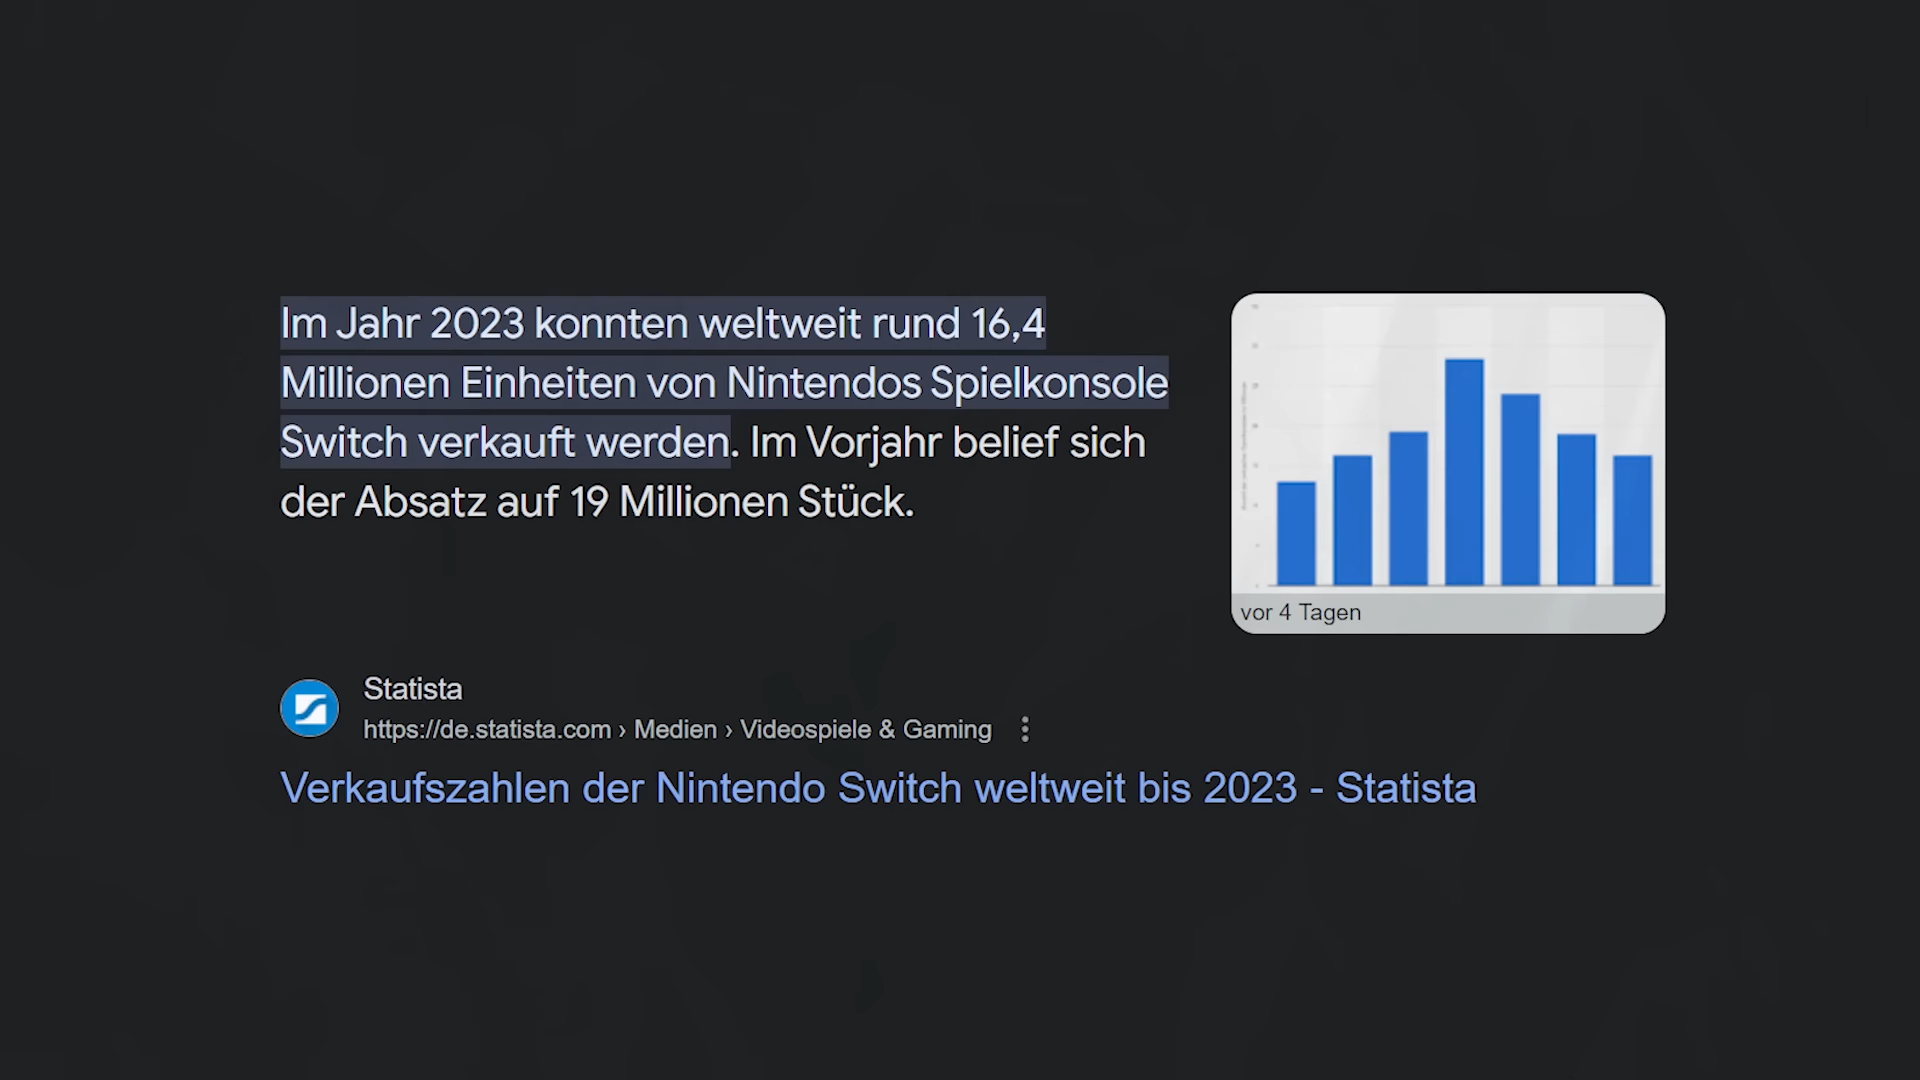 Im Jahr 2023 konnten weltweit rund 16,4
Millionen Einheiten von Nintendos Spielkonsole
Switch verkauft werden. Im Vorjahr belief sich
der Absatz auf 19 Millionen Stück.
vor 4 Tagen
Statista
https://de.statista.com › Medien › Videospiele & Gaming
Verkaufszahlen der Nintendo Switch weltweit bis 2023 - Statista